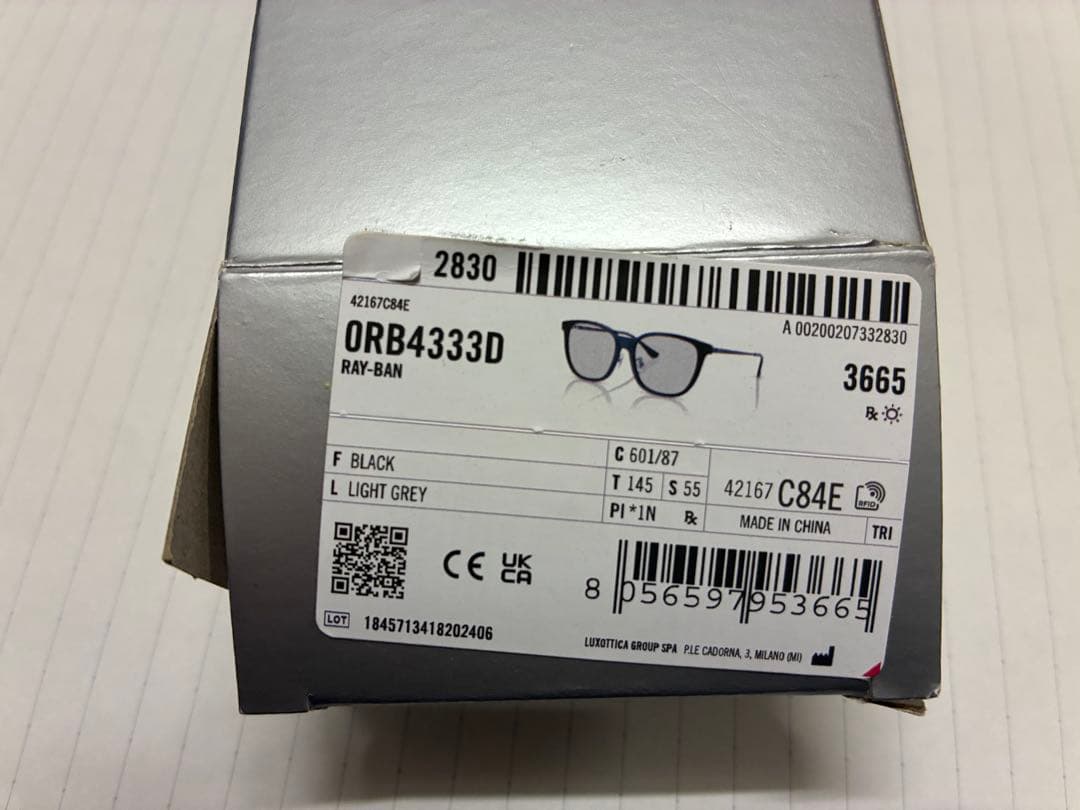 2830
A 00200207332830
42167C84E
0RB4333D
RAY-BAN
3665
Rx
F BLACK
C 601/87
L LIGHT GREY
T 145 S 55
42167 C84E
RFID
PI *1N Rx
MADE IN CHINA
TRI
CE UK CA
8 056597 953665
LOT 1845713418202406
LUXOTTICA GROUP SPA P.LE CADORNA, 3, MILANO (MI)